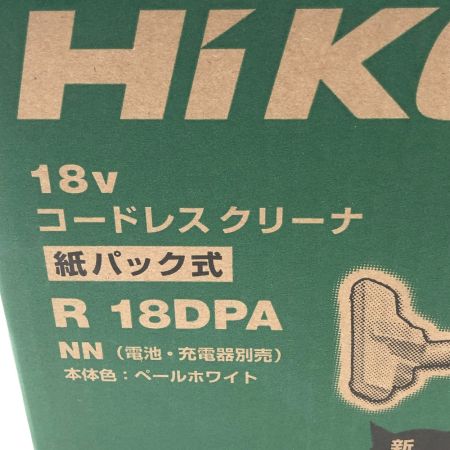 HiKO
18v
コードレスクリーナ
紙パック式
R 18DPA
NN（電池・充電器別売）
本体色：ペールホワイト
新